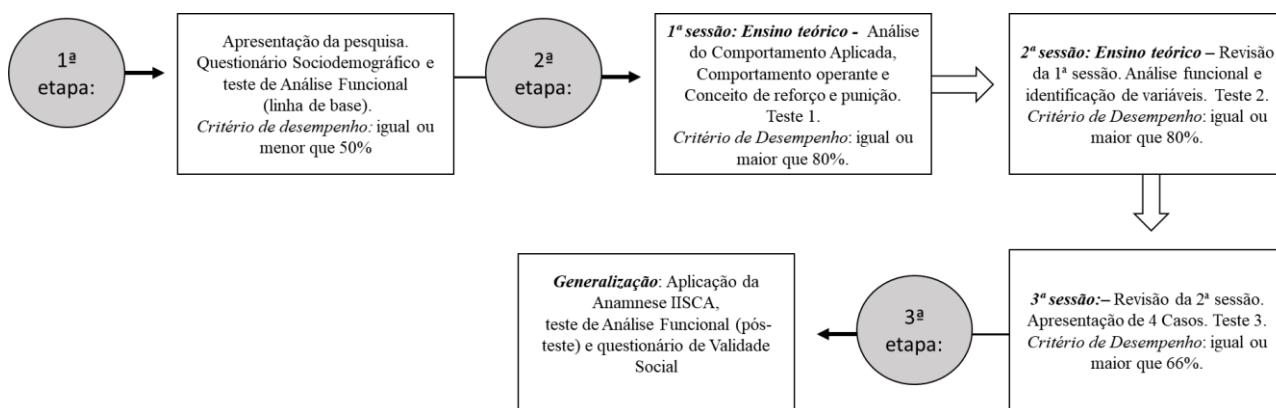 1ª
etapa:
Apresentação da pesquisa.
Questionário Sociodemográfico e
teste de Análise Funcional
(linha de base).
Critério de desempenho: igual ou
menor que 50%
2ª
etapa:
1ª sessão: Ensino teórico - Análise
do Comportamento Aplicada,
Comportamento operante e
Conceito de reforço e punição.
Teste 1.
Critério de Desempenho: igual ou
maior que 80%.
2ª sessão: Ensino teórico – Revisão
da 1ª sessão. Análise funcional e
identificação de variáveis. Teste 2.
Critério de Desempenho: igual ou
maior que 80%.
3ª sessão:– Revisão da 2ª sessão.
Apresentação de 4 Casos. Teste 3.
Critério de Desempenho: igual ou
maior que 66%.
3ª
etapa:
Generalização: Aplicação da
Anamnese IISCA,
teste de Análise Funcional (pós-
teste) e questionário de Validade
Social